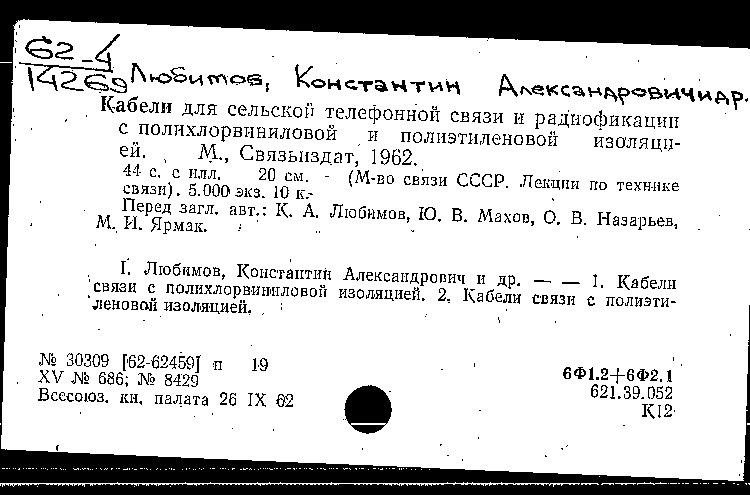 62-4
14269
Любимов, Константин Александрович и др.
Кабели для сельской телефонной связи и радиофикации
с полихлорвиниловой и полиэтиленовой изоляци-
ей. М., Связьиздат, 1962.
44 с. с илл. 20 см. - (М-во связи СССР. Лекции по технике
связи). 5.000 экз. 10 к.-
Перед загл. авт.: К. А. Любимов, Ю. В. Махов, О. В. Назарьев,
М. И. Ярмак.
I. Любимов, Константин Александрович и др. — — 1. Кабели
связи с полихлорвиниловой изоляцией. 2. Кабели связи с полиэти-
леновой изоляцией.
№ 30309 [62-62459] п 19
6Ф1.2+6Ф2.1
XV № 686; № 8429
621.39.052
Всесоюз. кн. палата 26 IX 62
К12